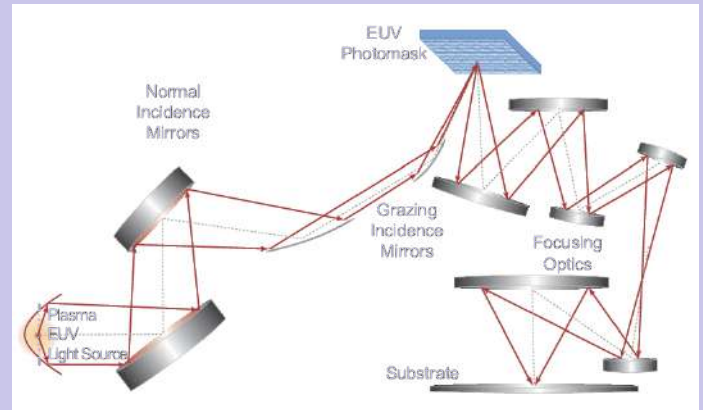 EUV
Photomask
Normal
Incidence
Mirrors
Grazing
Incidence
Mirrors
Focusing
Optics
Plasma
EUV
Light Source
Substrate